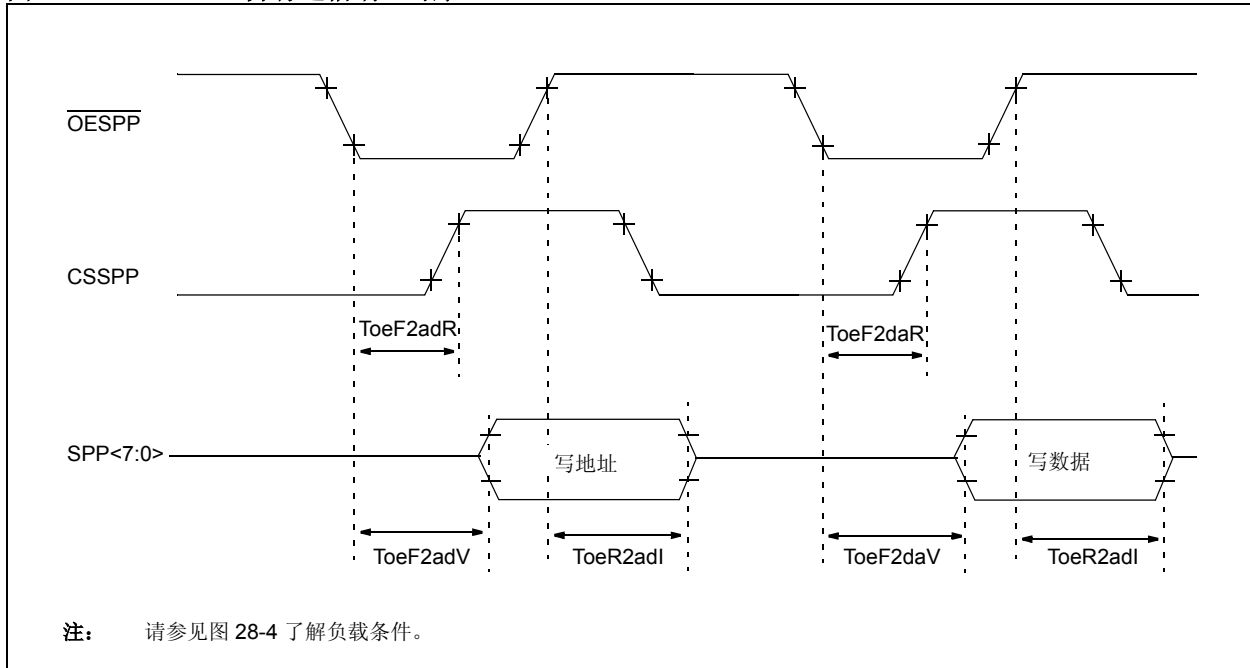 OESPP
CSSPP
ToeF2adR
ToeF2daR
SPP<7:0>
写地址
写数据
ToeF2adV
ToeR2adI
ToeF2daV
ToeR2adI
注： 请参见图 28-4 了解负载条件。